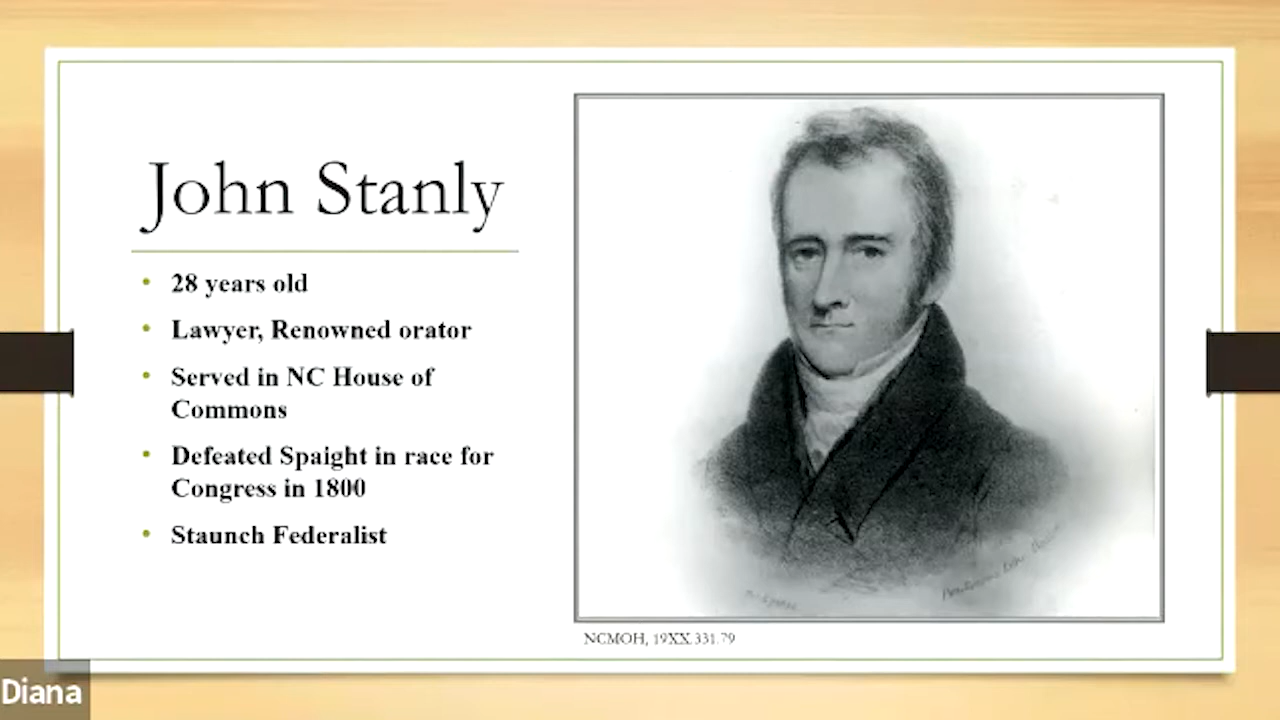 John Stanly
• 28 years old
• Lawyer, Renowned orator
• Served in NC House of
Commons
• Defeated Spaight in race for
Congress in 1800
• Staunch Federalist
NCMOH, 19XX.331.79
Diana